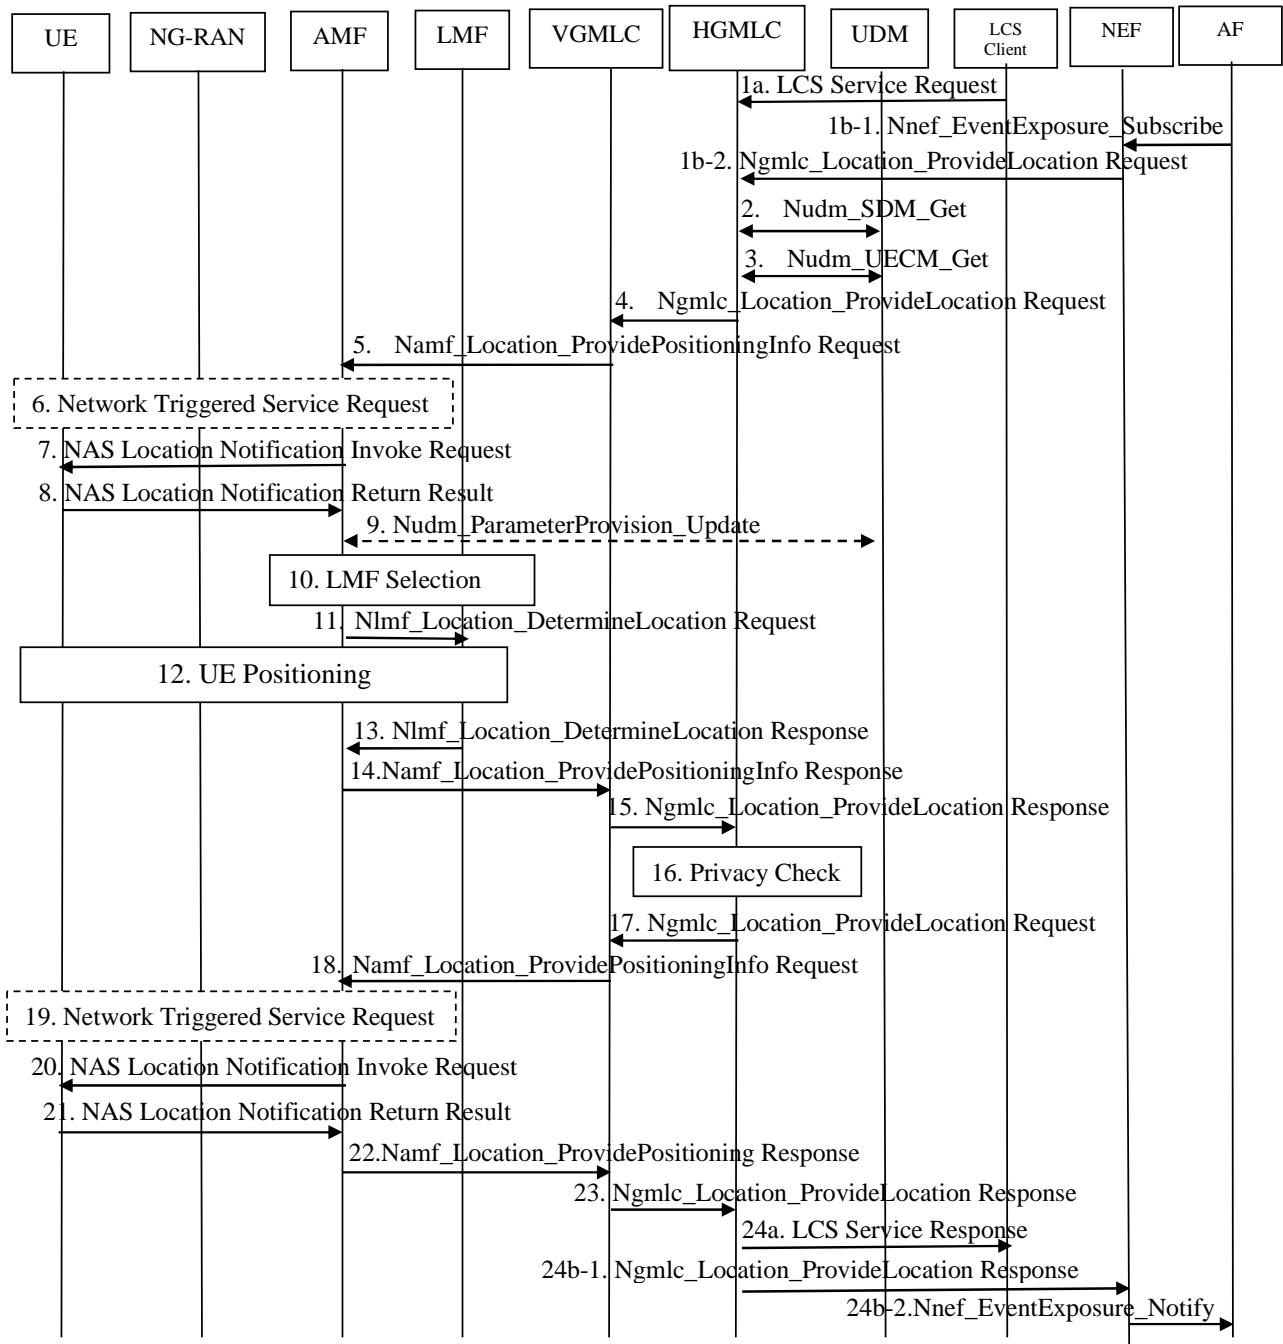 UE NG-RAN AMF LMF VGMLC HGMLC UDM LCS NEF AF
Client
1a. LCS Service Request
1b-1. Nnef_EventExposure_Subscribe
1b-2. Ngmlc_Location_ProvideLocation Request
2. Nudm_SDM_Get
3. Nudm_UECM_Get
4. Ngmlc_Location_ProvideLocation Request
5. Namf_Location_ProvidePositioningInfo Request
6. Network Triggered Service Request
7. NAS Location Notification Invoke Request
8. NAS Location Notification Return Result
9. Nudm_ParameterProvision_Update
10. LMF Selection
11. Nlmf_Location_DetermineLocation Request
12. UE Positioning
13. Nlmf_Location_DetermineLocation Response
14.Namf_Location_ProvidePositioningInfo Response
15. Ngmlc_Location_ProvideLocation Response
16. Privacy Check
17. Ngmlc_Location_ProvideLocation Request
18. Namf_Location_ProvidePositioningInfo Request
19. Network Triggered Service Request
20. NAS Location Notification Invoke Request
21. NAS Location Notification Return Result
22.Namf_Location_ProvidePositioning Response
23. Ngmlc_Location_ProvideLocation Response
24a. LCS Service Response
24b-1. Ngmlc_Location_ProvideLocation Response
24b-2.Nnef_EventExposure_Notify